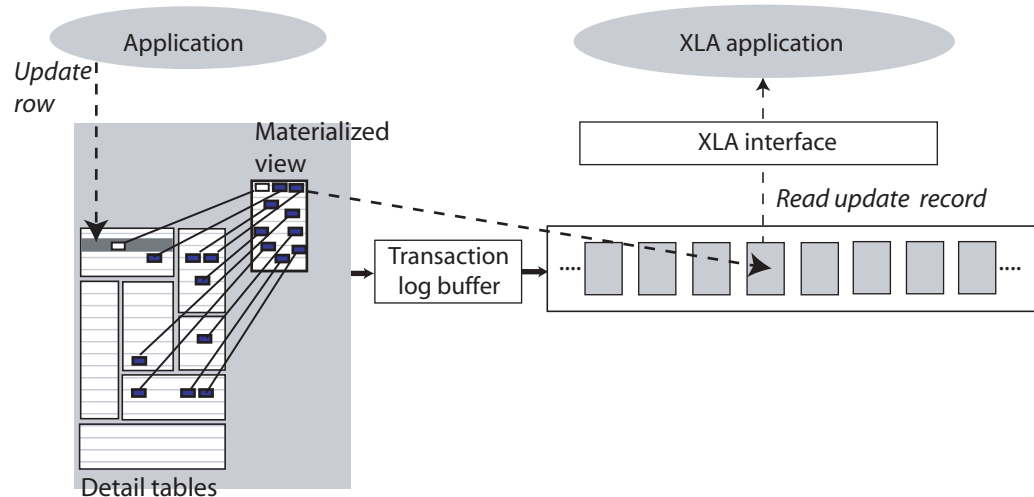 Application
XLA application
Update
row
Materialized
view
XLA interface
Read update record
Transaction
log buffer
....
....
Detail tables